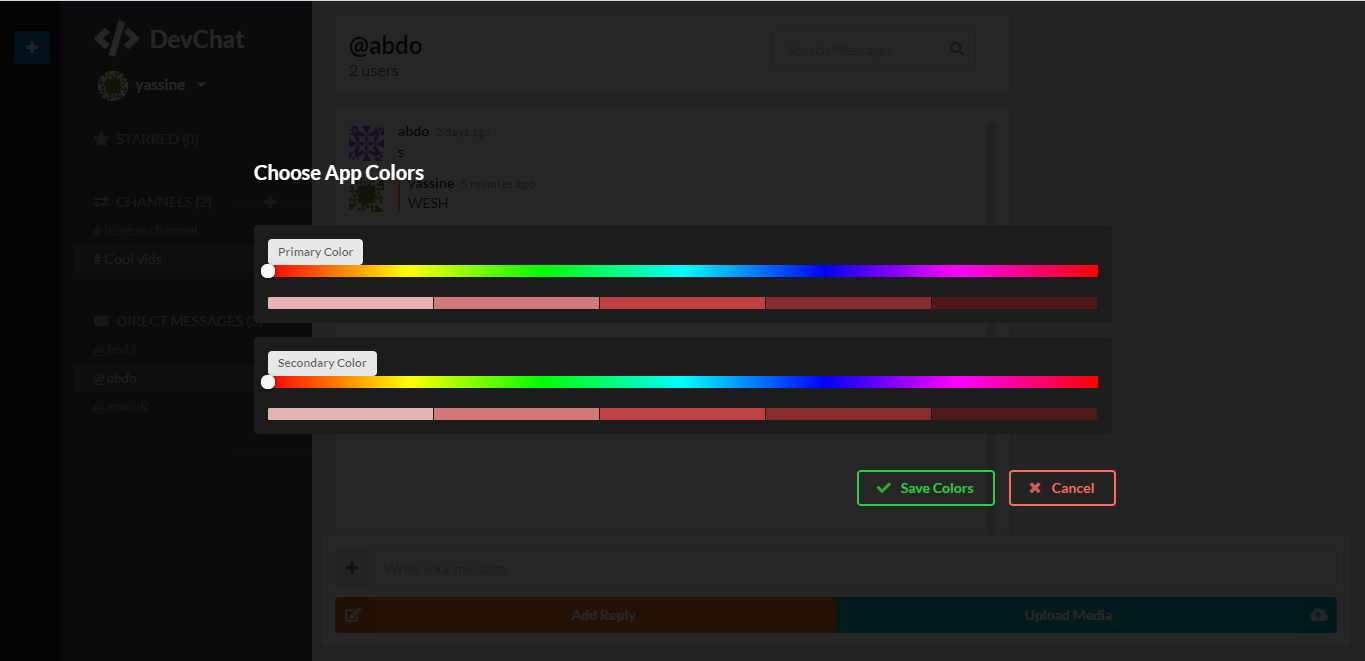 </> DevChat
yassine
STARRED (0)
CHANNELS (2)
# league channel
# Cool vids
DIRECT MESSAGES (3)
@ test1
@ abdo
@ erwinR
@abdo
2 users
Search Messages
abdo 2 days ago
s
yassine 5 minutes ago
WESH
Choose App Colors
Primary Color
Secondary Color
Save Colors
Cancel
Write your message
Add Reply
Upload Media